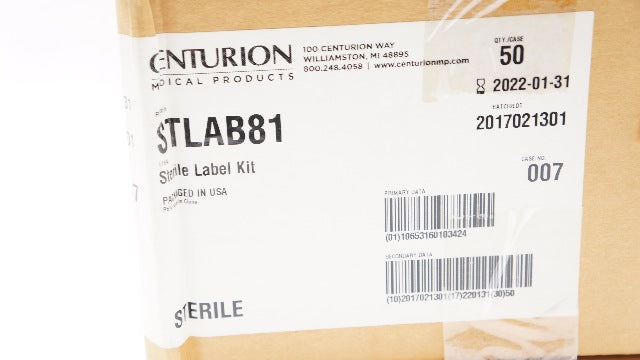 CENTURION
MEDICAL PRODUCTS
100 CENTURION WAY
WILLIAMSTON, MI 48895
800.248.4058 | www.centurionmp.com
QTY./CASE
50
2022-01-31
BATCH/LOT
2017021301
STLAB81
Sterile Label Kit
PACKAGED IN USA
CASE NO.
007
PRIMARY DATA
(01)10653160183424
SECONDARY DATA
(10)2017021301(17)220131(30)50
STERILE
7